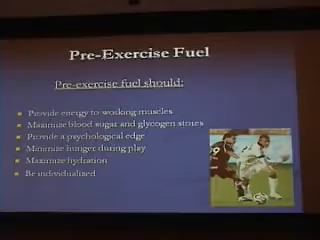 Pre-Exercise Fuel
Pre-exercise fuel should:
Provide energy to working muscles
Maximize blood sugar and glycogen stores
Provide a psychological edge
Minimize hunger during play
Maximize hydration
Be individualized